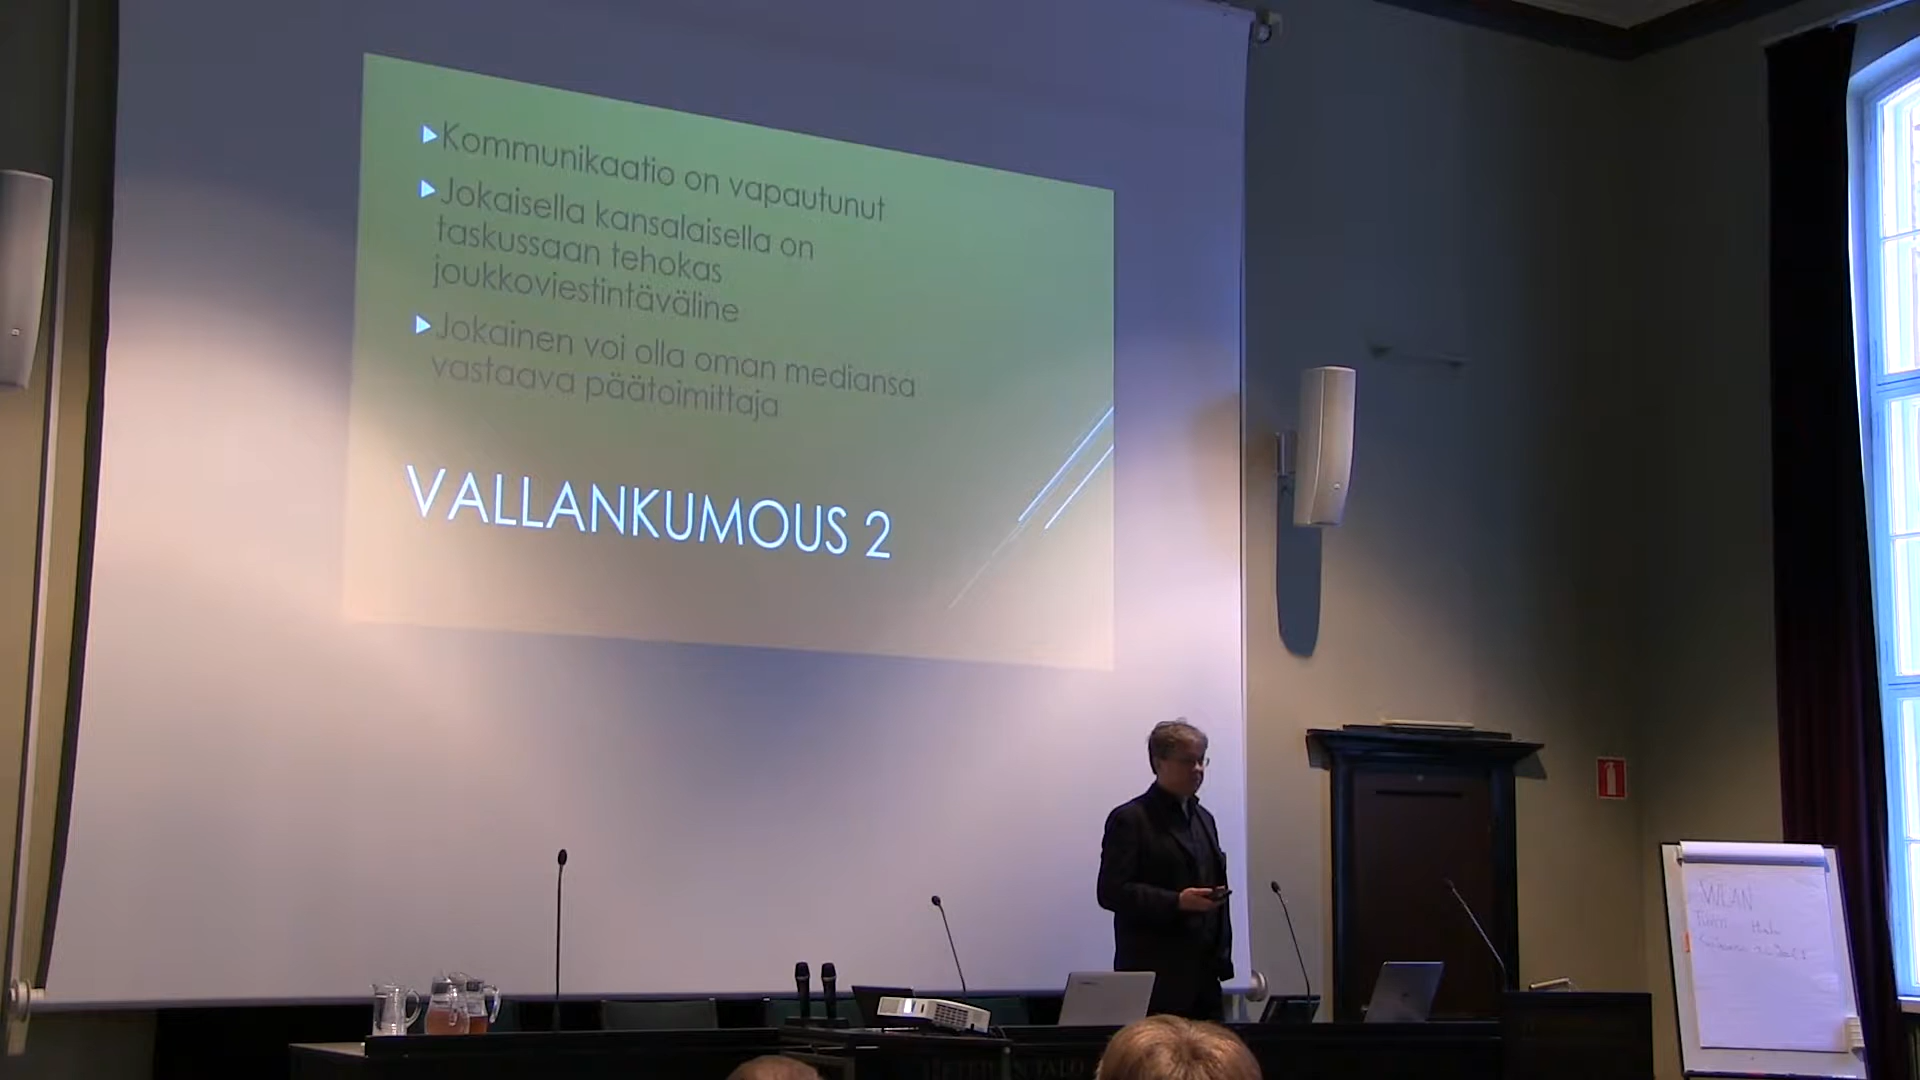 Kommunikaatio on vapautunut
Jokaisella kansalaisella on
taskussaan tehokas
joukkoviestintäväline
Jokainen voi olla oman mediansa
vastaava päätoimittaja
VALLANKUMOUS 2
WLAN